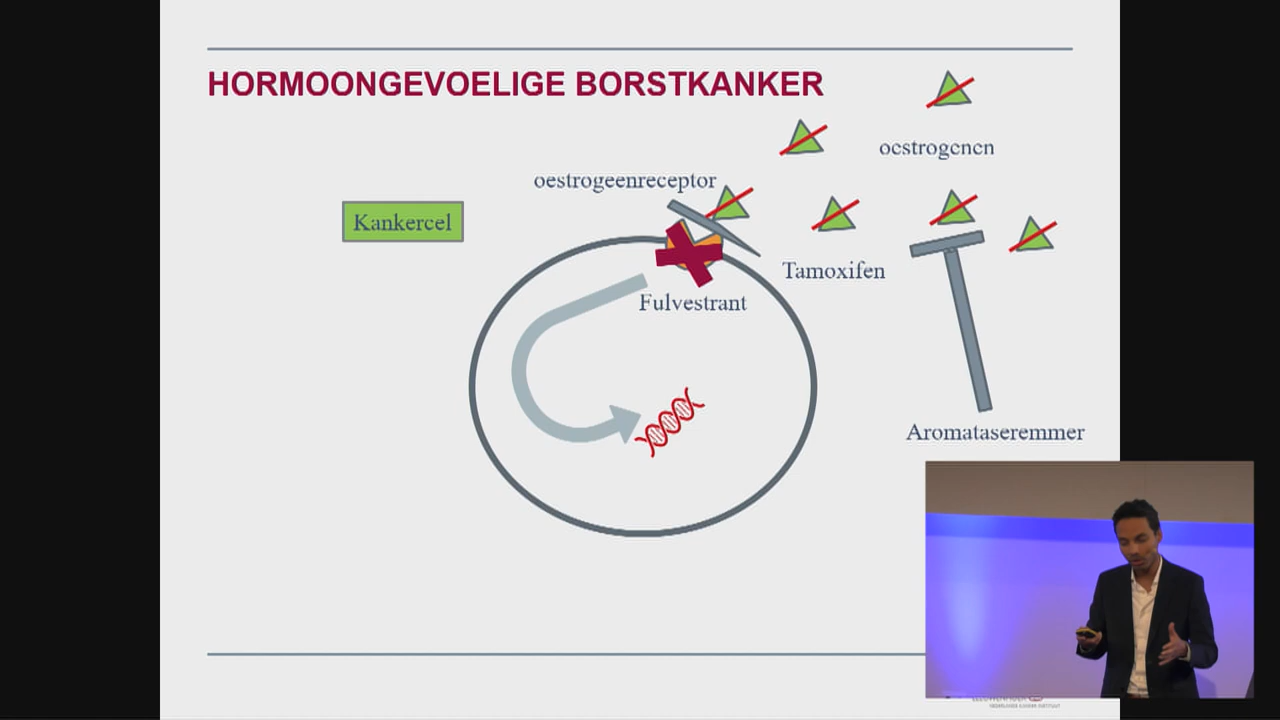 HORMOONGEVOELIGE BORSTKANKER
oestrogenen
oestrogeenreceptor
Kankercel
Tamoxifen
Fulvestrant
Aromataseremmer